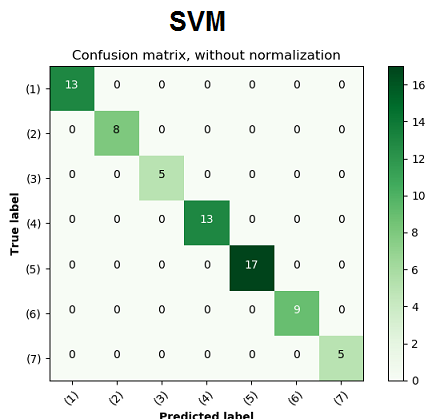 SVM
Confusion matrix, without normalization
(1) 13 0 0 0 0 0 0
(2) 0 8 0 0 0 0 0
(3) 0 0 5 0 0 0 0
(4) 0 0 0 13 0 0 0
(5) 0 0 0 0 17 0 0
(6) 0 0 0 0 0 9 0
(7) 0 0 0 0 0 0 5
(1) (2) (3) (4) (5) (6) (7)
True label
Predicted label
16
14
12
10
8
6
4
2
0